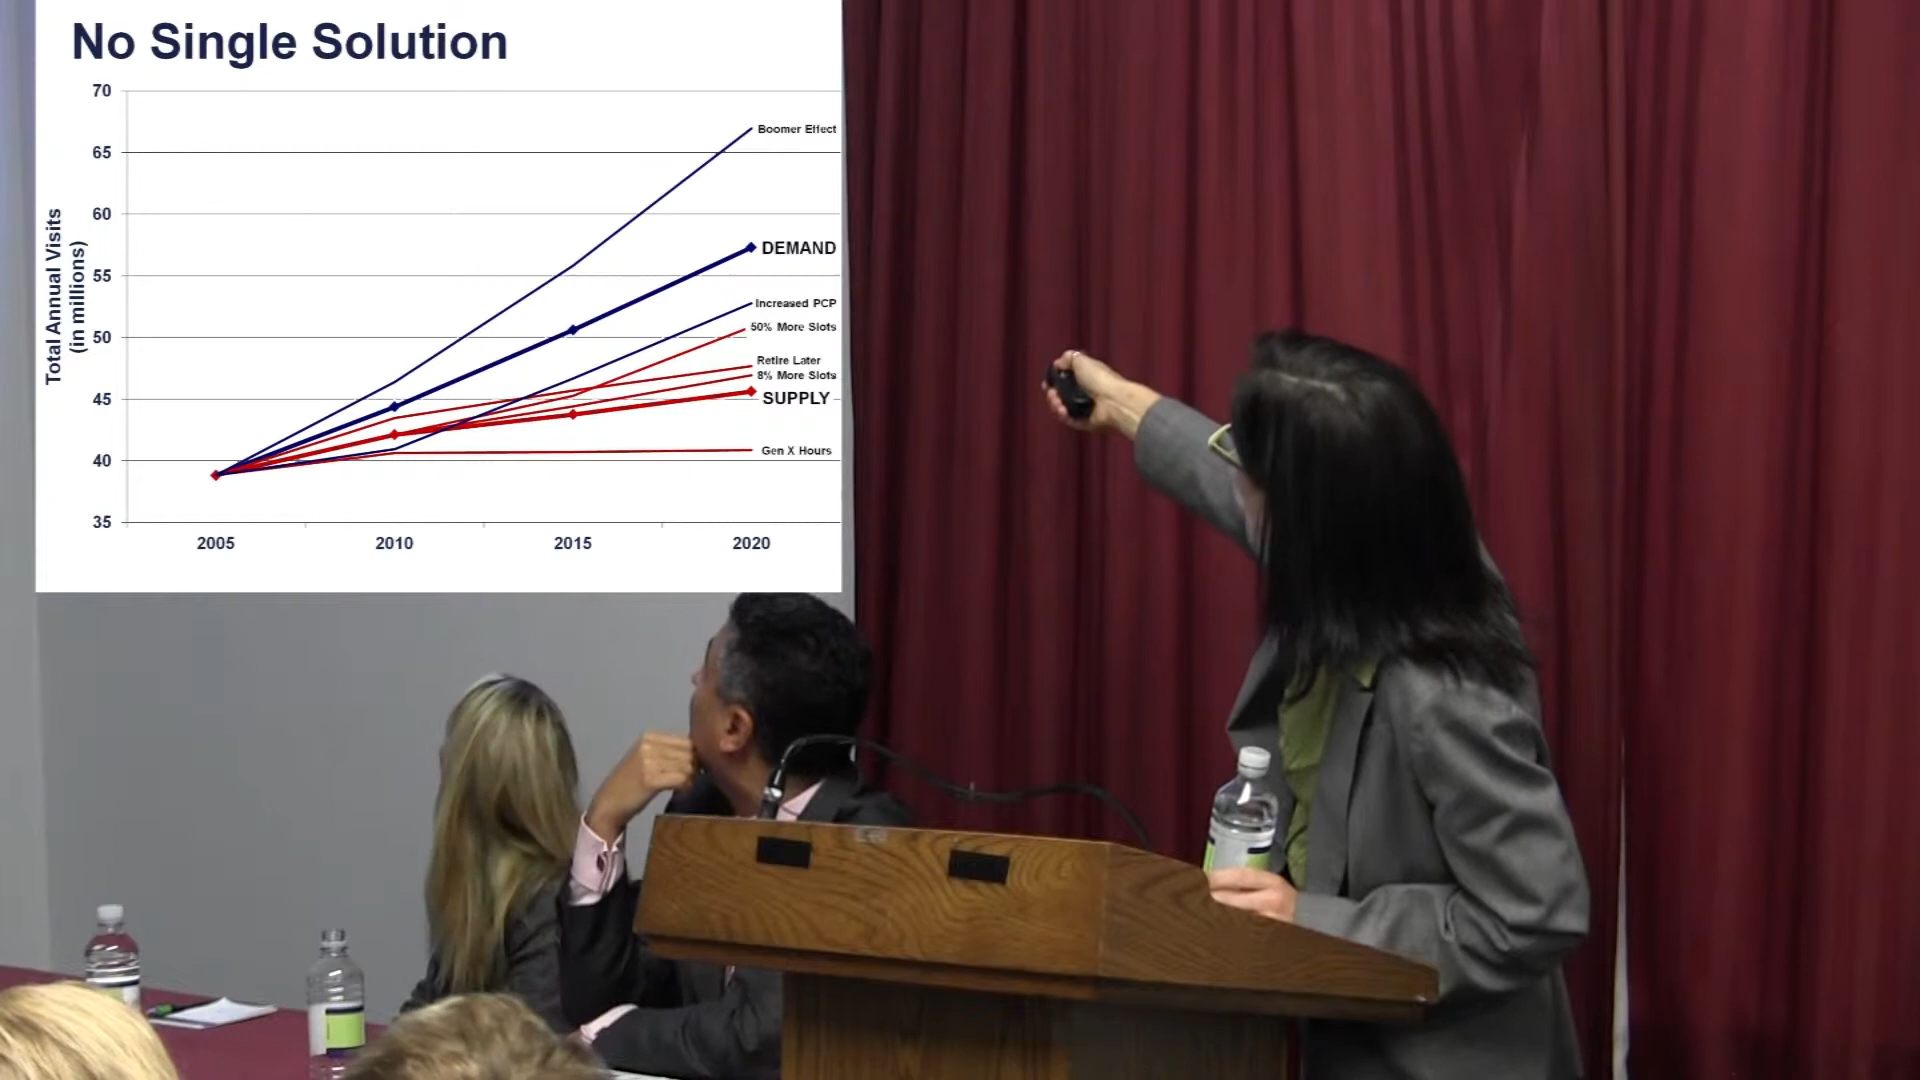 No Single Solution
70
65
60
55
50
45
40
35
Total Annual Visits
(in millions)
Boomer Effect
DEMAND
Increased PCP
50% More Slots
Retire Later
8% More Slots
SUPPLY
Gen X Hours
2005 2010 2015 2020